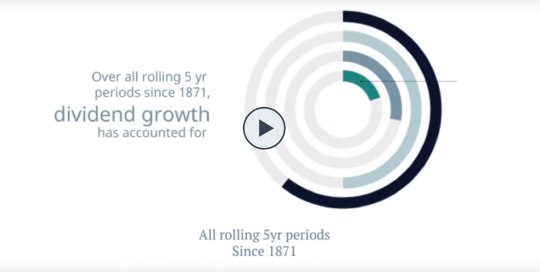 Over all rolling 5 yr
periods since 1871,
dividend growth
has accounted for
All rolling 5yr periods
Since 1871